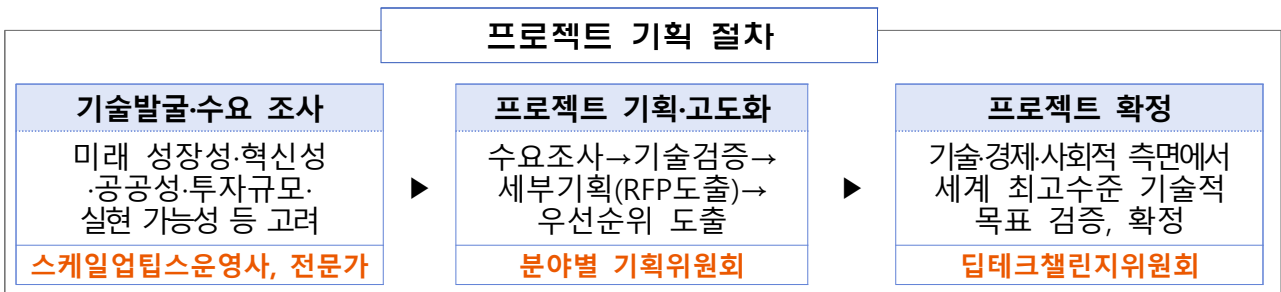 프로젝트 기획 절차
기술발굴·수요 조사
미래 성장성·혁신성
·공공성·투자규모·
실현 가능성 등 고려
스케일업팁스운영사, 전문가
▶
프로젝트 기획·고도화
수요조사→기술검증→
세부기획(RFP도출)→
우선순위 도출
분야별 기획위원회
▶
프로젝트 확정
기술·경제·사회적 측면에서
세계 최고수준 기술적
목표 검증, 확정
딥테크챌린지위원회